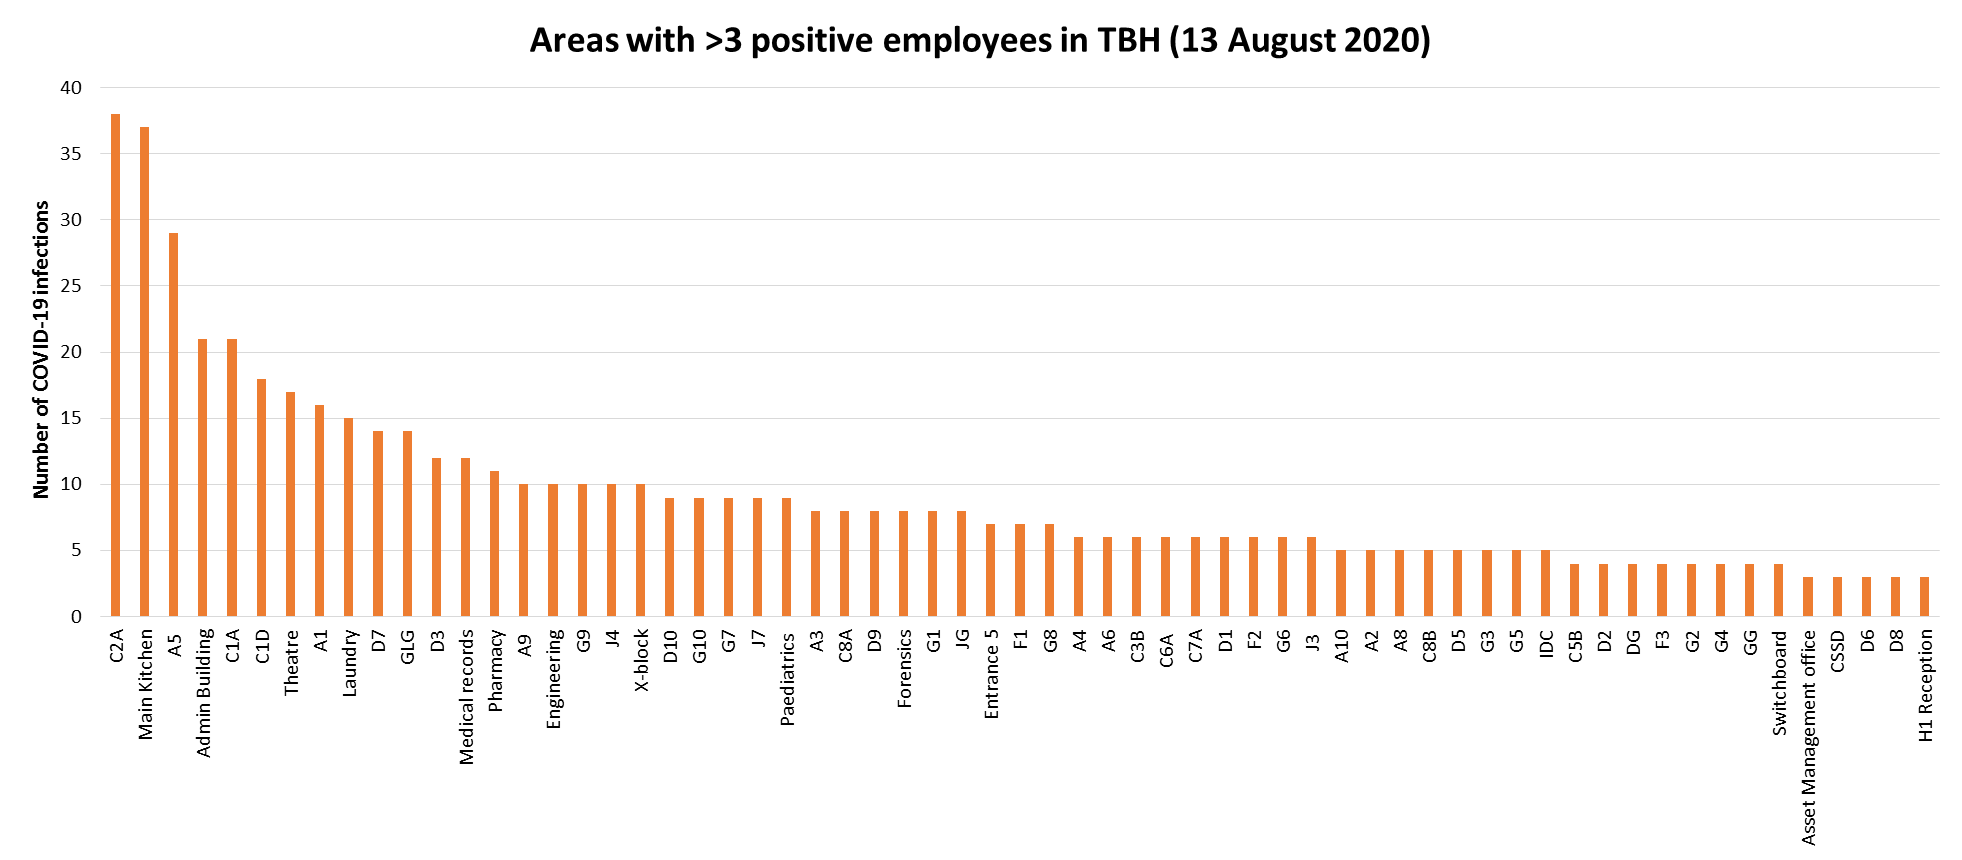 Areas with >3 positive employees in TBH (13 August 2020)
Number of COVID-19 infections
40
35
30
25
20
15
10
5
0
C2A
Main Kitchen
A5
Admin Building
C1A
C1D
Theatre
A1
Laundry
D7
GLG
D3
Medical records
Pharmacy
A9
Engineering
G9
J4
X-block
D10
G10
G7
J7
Paediatrics
A3
C8A
D9
Forensics
G1
JG
Entrance 5
F1
G8
A4
A6
C3B
C6A
C7A
D1
F2
G6
J3
A10
A2
A8
C8B
D5
G3
G5
IDC
C5B
D2
DG
F3
G2
G4
GG
Switchboard
Asset Management office
CSSD
D6
D8
H1 Reception